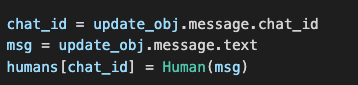 chat_id = update_obj.message.chat_id
msg = update_obj.message.text
humans[chat_id] = Human(msg)